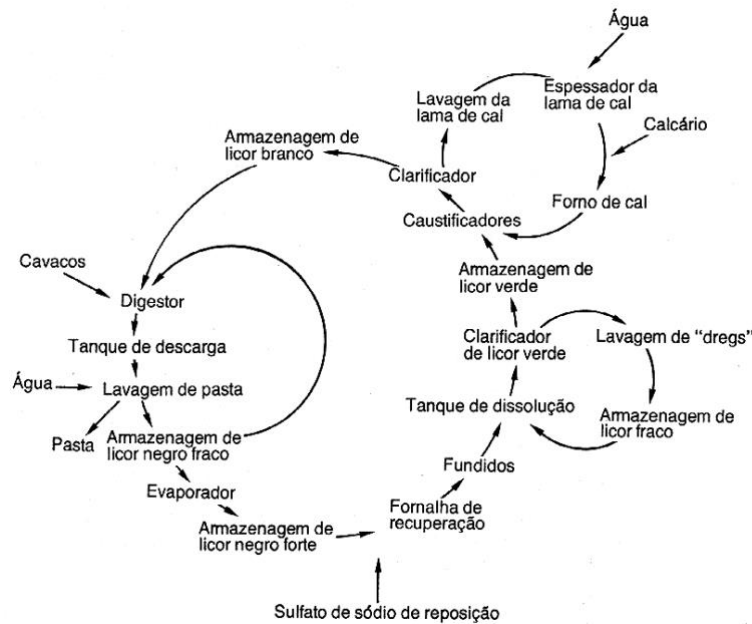 Água
Espessador da
lama de cal
Lavagem da
lama de cal
Calcário
Armazenagem de
licor branco
Clarificador
Forno de cal
Caustificadores
Cavacos
Armazenagem de
licor verde
Digestor
Tanque de descarga
Clarificador
de licor verde
Lavagem de "dregs"
Água
Lavagem de pasta
Tanque de dissolução
Armazenagem de
licor fraco
Pasta
Armazenagem de
licor negro fraco
Fundidos
Evaporador
Fornalha de
recuperação
Armazenagem de
licor negro forte
Sulfato de sódio de reposição